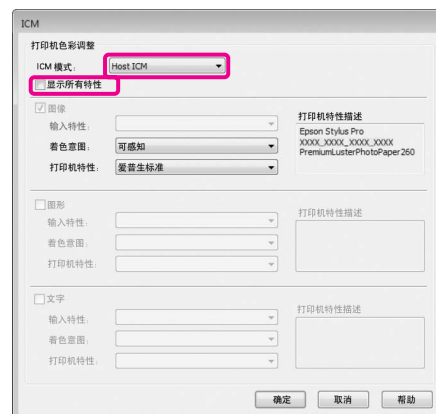 ICM
打印机色彩调整
ICM 模式: Host ICM
显示所有特性
图像
输入特性:
着色意图: 可感知
打印机特性: 爱普生标准
打印机特性描述
Epson Stylus Pro
XXXX_XXXX_XXXX_XXXX
PremiumLusterPhotoPaper260
图形
输入特性:
着色意图:
打印机特性:
打印机特性描述
文字
输入特性:
着色意图:
打印机特性:
打印机特性描述
确定 取消 帮助